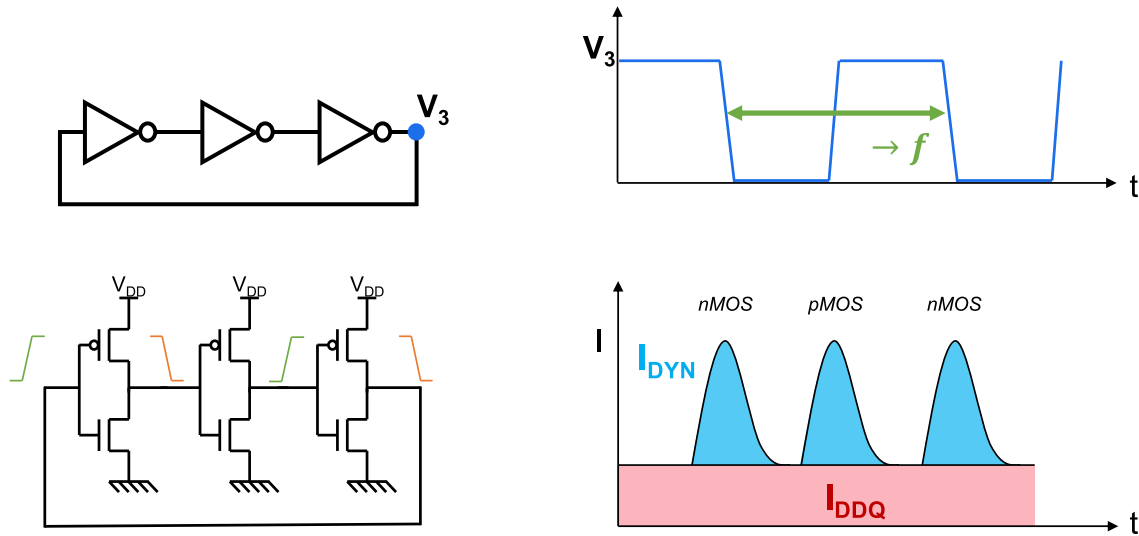 V3
V3
→ f
t
VDD
VDD
VDD
nMOS
pMOS
nMOS
I
IDYN
IDDQ
t